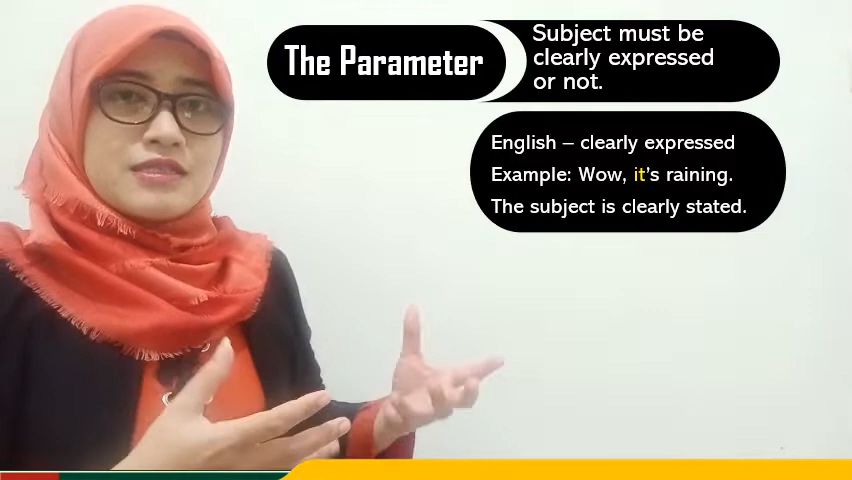 The Parameter
Subject must be
clearly expressed
or not.
English – clearly expressed
Example: Wow, it's raining.
The subject is clearly stated.